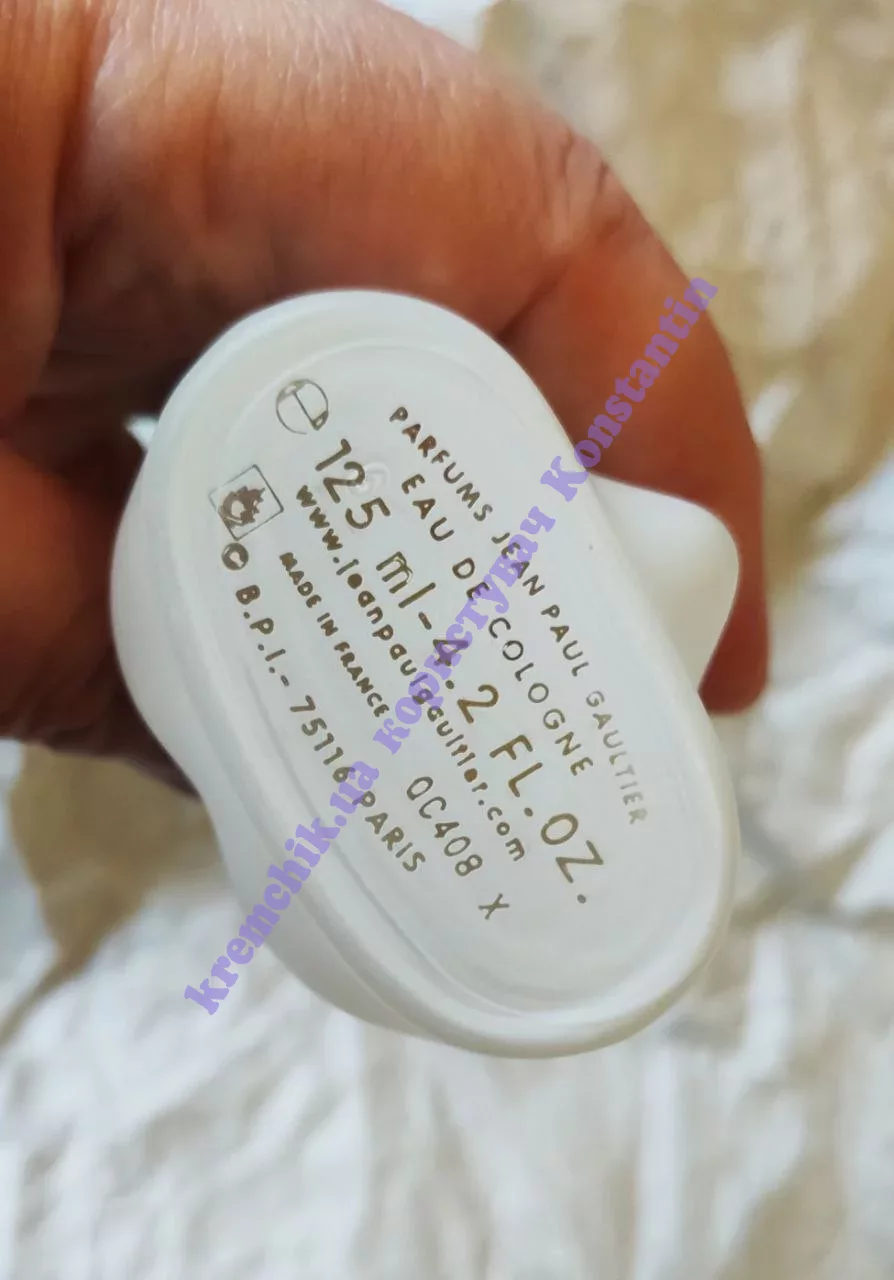 PARFUMS JEAN PAUL GAULTIER
EAU DE COLOGNE
125 ml - 4.2 FL. OZ.
www.jeanpaulgaultier.com
MADE IN FRANCE QC408 X
© B.P.I. - 75116 PARIS
kremchik.ua користувач Konstantin